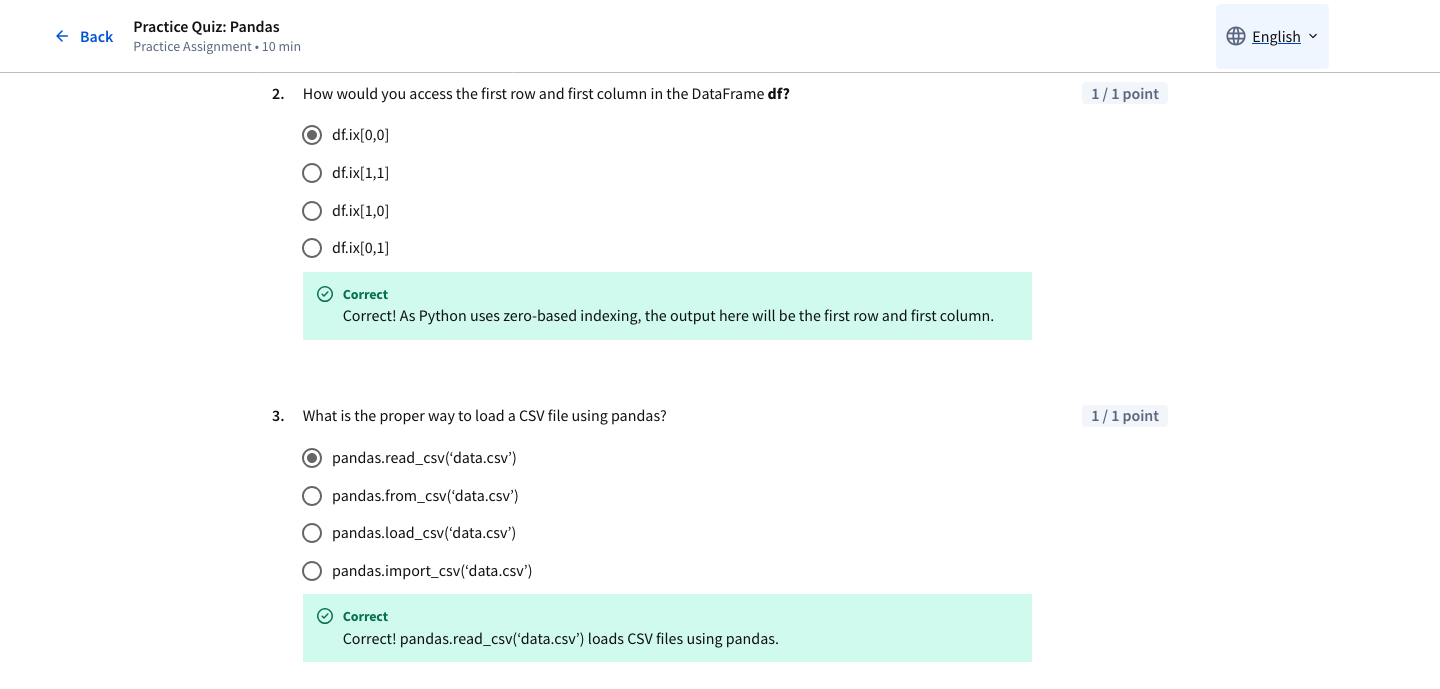 Back
Practice Quiz: Pandas
Practice Assignment • 10 min
English
2. How would you access the first row and first column in the DataFrame df? 1 / 1 point
df.ix[0,0]
df.ix[1,1]
df.ix[1,0]
df.ix[0,1]
Correct
Correct! As Python uses zero-based indexing, the output here will be the first row and first column.
3. What is the proper way to load a CSV file using pandas? 1 / 1 point
pandas.read_csv(‘data.csv’)
pandas.from_csv(‘data.csv’)
pandas.load_csv(‘data.csv’)
pandas.import_csv(‘data.csv’)
Correct
Correct! pandas.read_csv(‘data.csv’) loads CSV files using pandas.